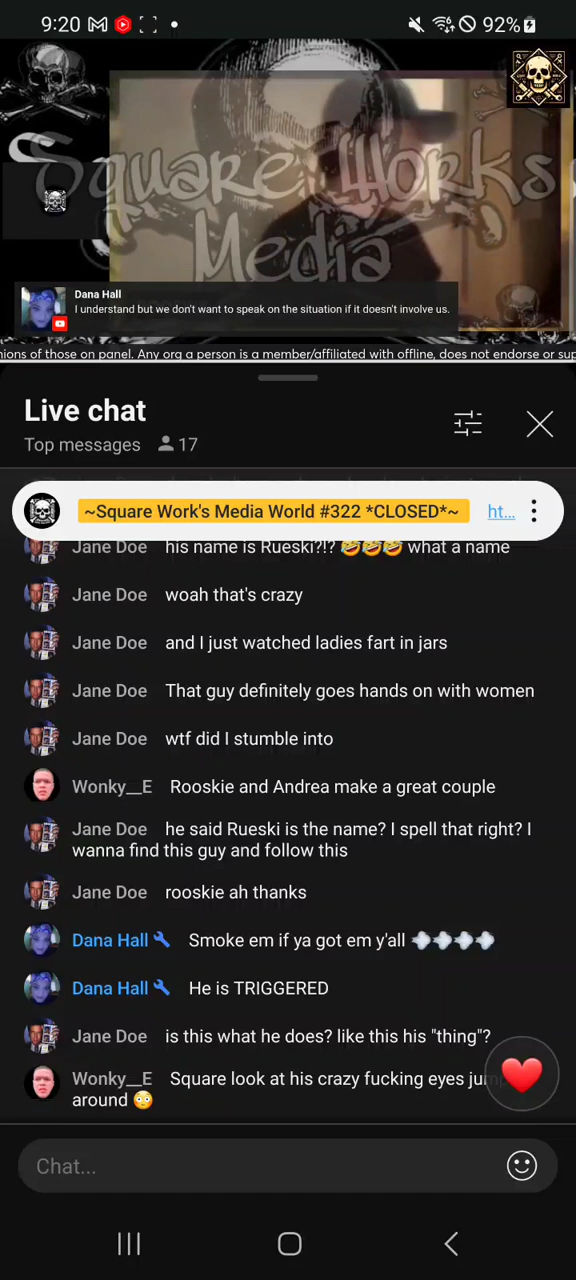 9:20
92%
Square Works
Media
Dana Hall
I understand but we don't want to speak on the situation if it doesn't involve us.
nions of those on panel. Any org a person is a member/affiliated with offline, does not endorse or sup
Live chat
Top messages 17
~Square Work's Media World #322 *CLOSED*~ ht...
Jane Doe his name is Rueski?!? 🤣🤣🤣 what a name
Jane Doe woah that's crazy
Jane Doe and I just watched ladies fart in jars
Jane Doe That guy definitely goes hands on with women
Jane Doe wtf did I stumble into
Wonky__E Rooskie and Andrea make a great couple
Jane Doe he said Rueski is the name? I spell that right? I
wanna find this guy and follow this
Jane Doe rooskie ah thanks
Dana Hall Smoke em if ya got em y'all 💨💨💨💨
Dana Hall He is TRIGGERED
Jane Doe is this what he does? like this his "thing"?
Wonky__E Square look at his crazy fucking eyes jum
around 😳
Chat...